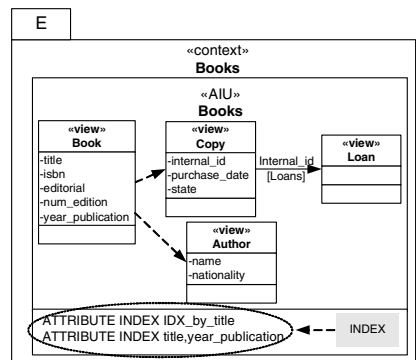 E
«context»
Books
«AIU»
Books
«view»
Book
-title
-isbn
-editorial
-num_edition
-year_publication
«view»
Copy
-internal_id
-purchase_date
-state
Internal_id
[Loans]
«view»
Loan
«view»
Author
-name
-nationality
ATTRIBUTE INDEX IDX_by_title
ATTRIBUTE INDEX title,year_publication
INDEX